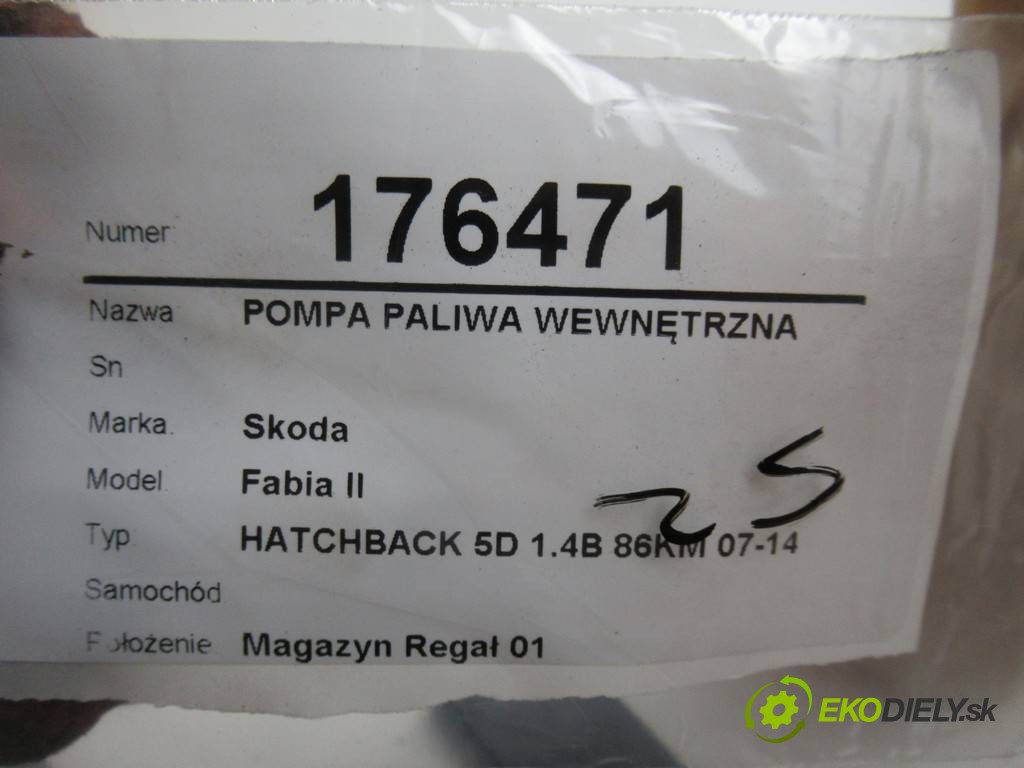 Numer 176471
Nazwa POMPA PALIWA WEWNĘTRZNA
Sn
Marka Skoda
Model Fabia II
Typ HATCHBACK 5D 1.4B 86KM 07-14
Samochód
Położenie Magazyn Regał 01
25
EKODIELY.sk